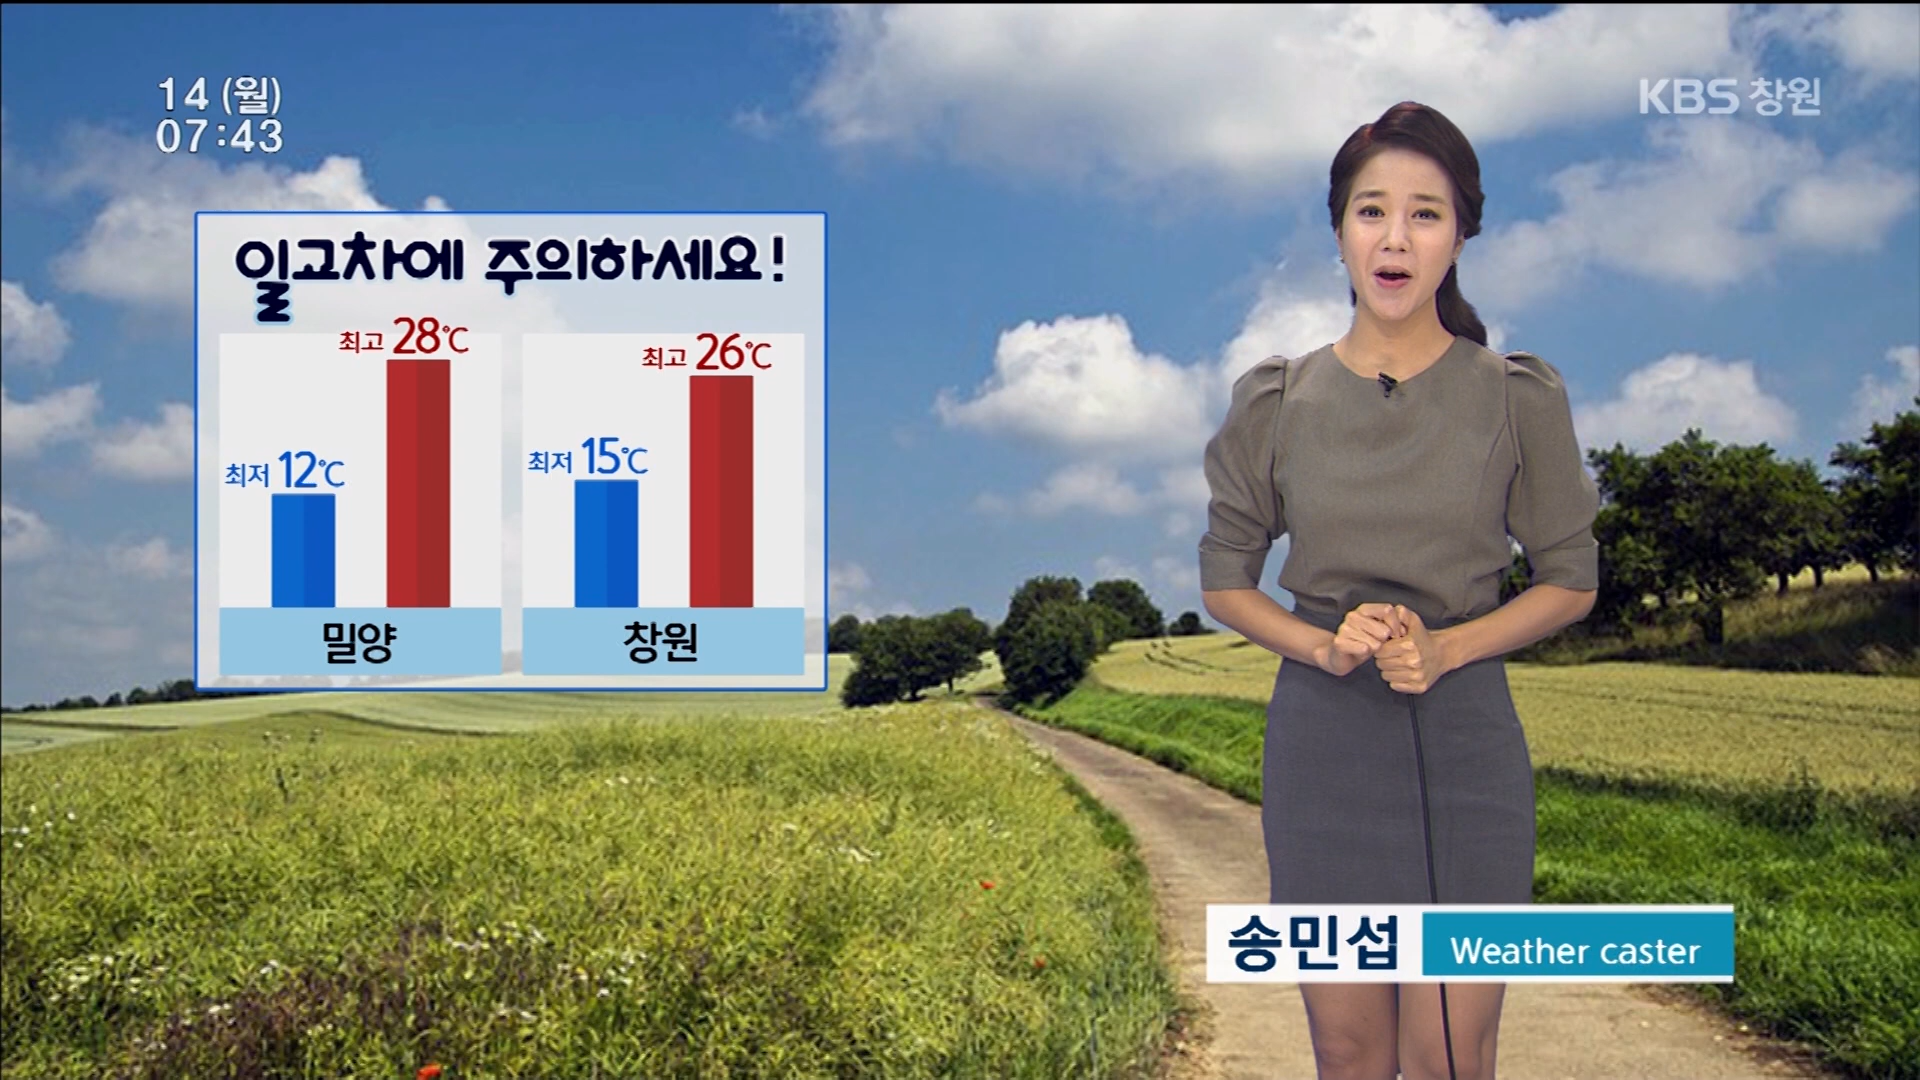 14 (월)
07:43
KBS 창원
일교차에 주의하세요!
최고 28℃
최저 12℃
밀양
최고 26℃
최저 15℃
창원
송민섭 Weather caster